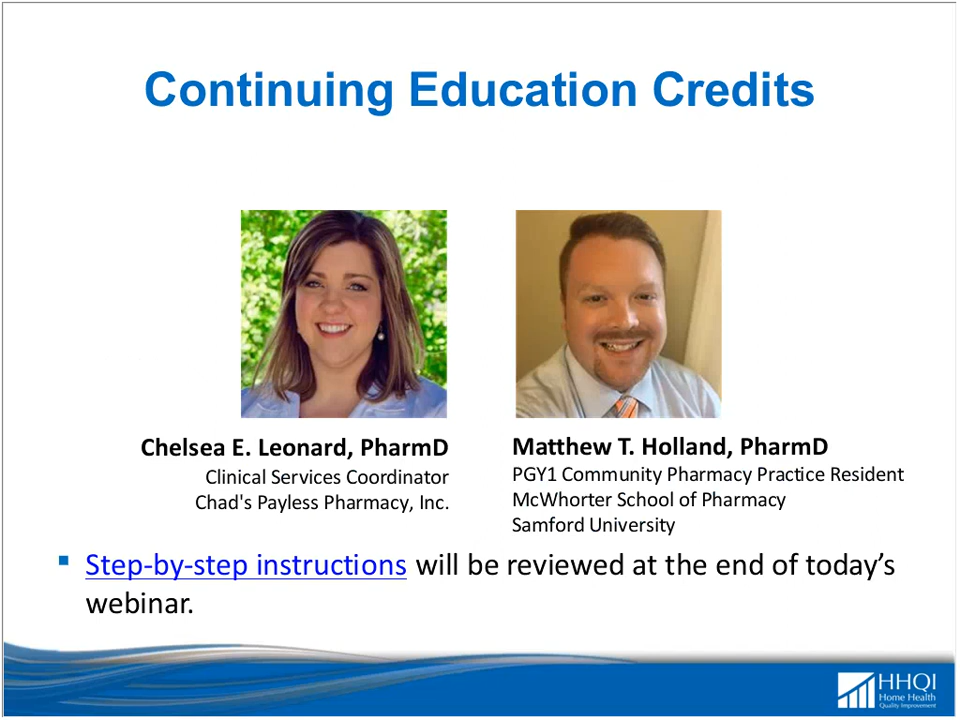 Continuing Education Credits
Chelsea E. Leonard, PharmD
Clinical Services Coordinator
Chad's Payless Pharmacy, Inc.
Matthew T. Holland, PharmD
PGY1 Community Pharmacy Practice Resident
McWhorter School of Pharmacy
Samford University
Step-by-step instructions will be reviewed at the end of today’s
webinar.
HHQI
Home Health
Quality Improvement